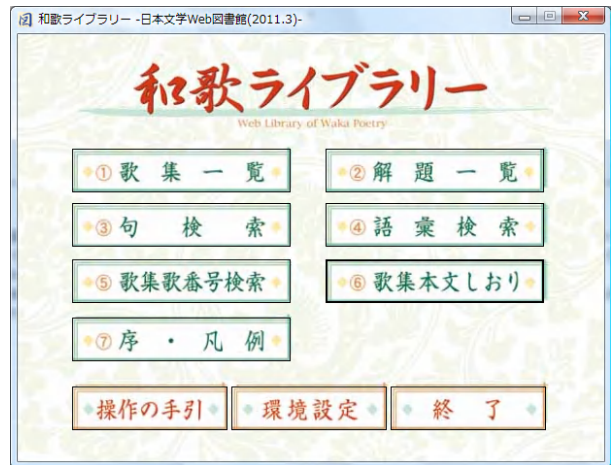 和歌ライブラリー -日本文学Web図書館(2011.3)-
和歌ライブラリー
Web Library of Waka Poetry
①歌集一覧 ②解題一覧
③句検索 ④語彙検索
⑤歌集歌番号検索 ⑥歌集本文しおり
⑦序・凡例
操作の手引 環境設定 終了